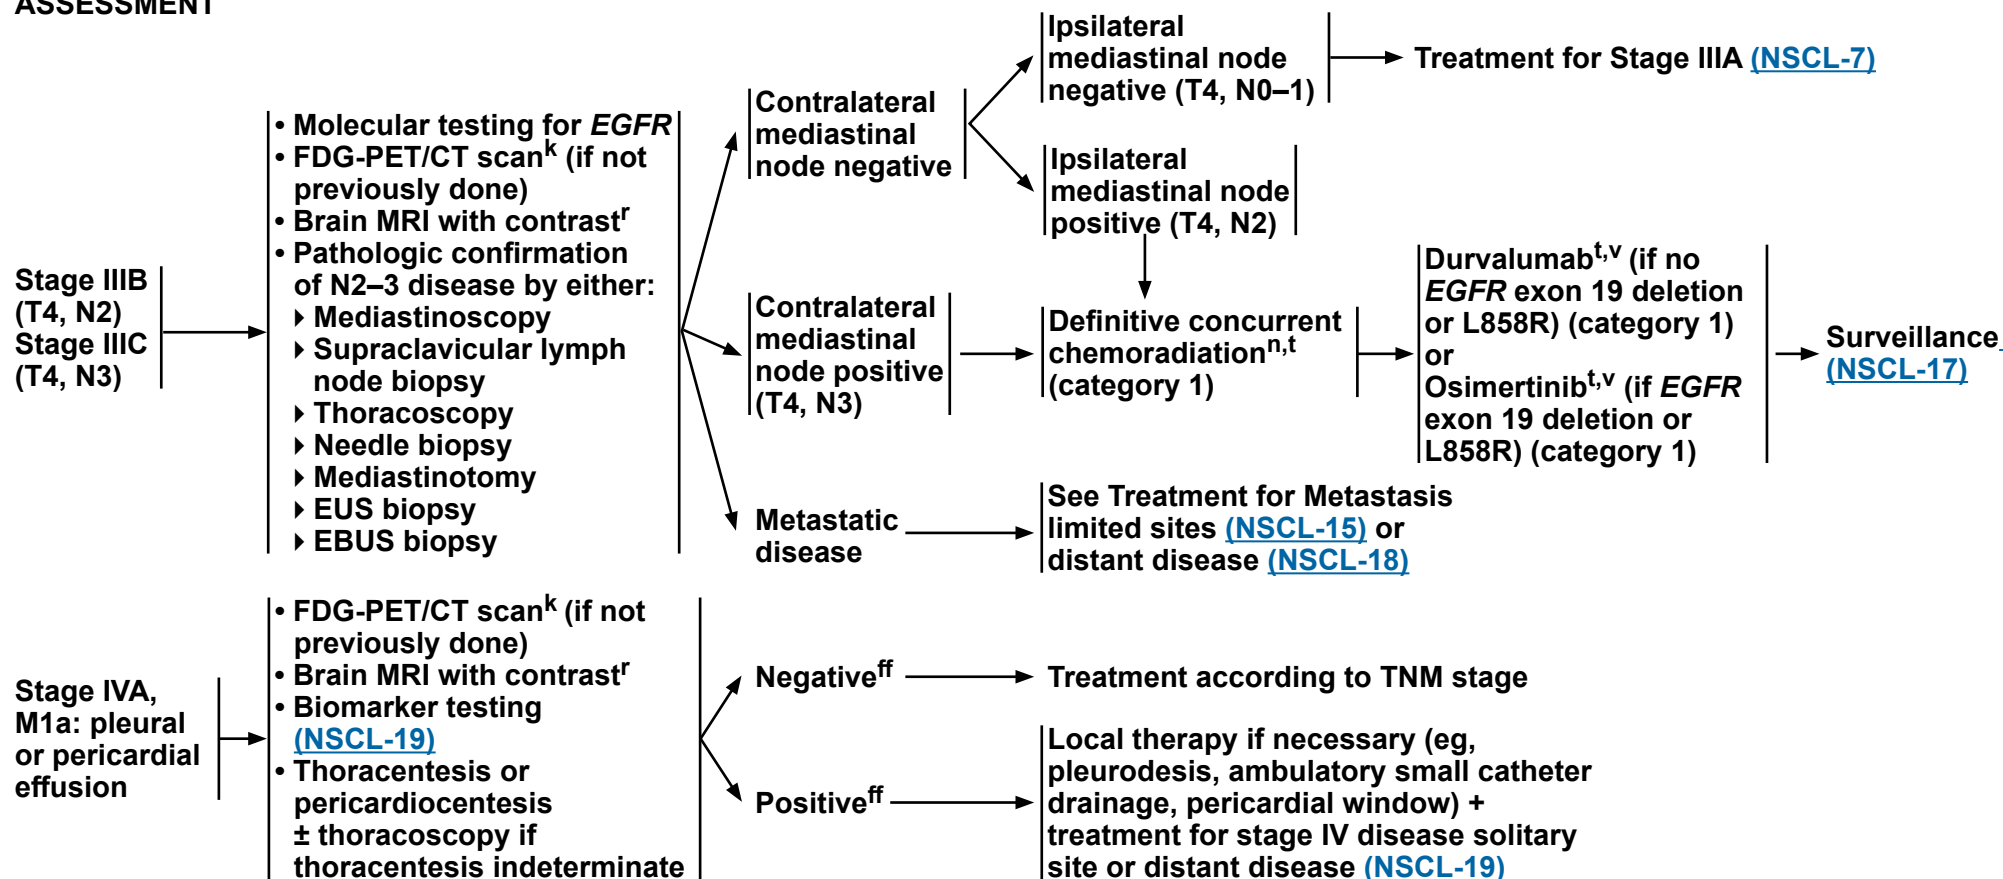 ASSESSMENT
Stage IIIB
(T4, N2)
Stage IIIC
(T4, N3)
• Molecular testing for EGFR
• FDG-PET/CT scank (if not
previously done)
• Brain MRI with contrastr
• Pathologic confirmation
of N2–3 disease by either:
Mediastinoscopy
Supraclavicular lymph
node biopsy
Thoracoscopy
Needle biopsy
Mediastinotomy
EUS biopsy
EBUS biopsy
Contralateral
mediastinal
node negative
Ipsilateral
mediastinal node
negative (T4, N0–1)
Treatment for Stage IIIA (NSCL-7)
Ipsilateral
mediastinal node
positive (T4, N2)
Contralateral
mediastinal
node positive
(T4, N3)
Definitive concurrent
chemoradiationn,t
(category 1)
Durvalumabt,v (if no
EGFR exon 19 deletion
or L858R) (category 1)
or
Osimertinibt,v (if EGFR
exon 19 deletion or
L858R) (category 1)
Surveillance
(NSCL-17)
Metastatic
disease
See Treatment for Metastasis
limited sites (NSCL-15) or
distant disease (NSCL-18)
Stage IVA,
M1a: pleural
or pericardial
effusion
• FDG-PET/CT scank (if not
previously done)
• Brain MRI with contrastr
• Biomarker testing
(NSCL-19)
• Thoracentesis or
pericardiocentesis
± thoracoscopy if
thoracentesis indeterminate
Negativeff
Treatment according to TNM stage
Positiveff
Local therapy if necessary (eg,
pleurodesis, ambulatory small catheter
drainage, pericardial window) +
treatment for stage IV disease solitary
site or distant disease (NSCL-19)